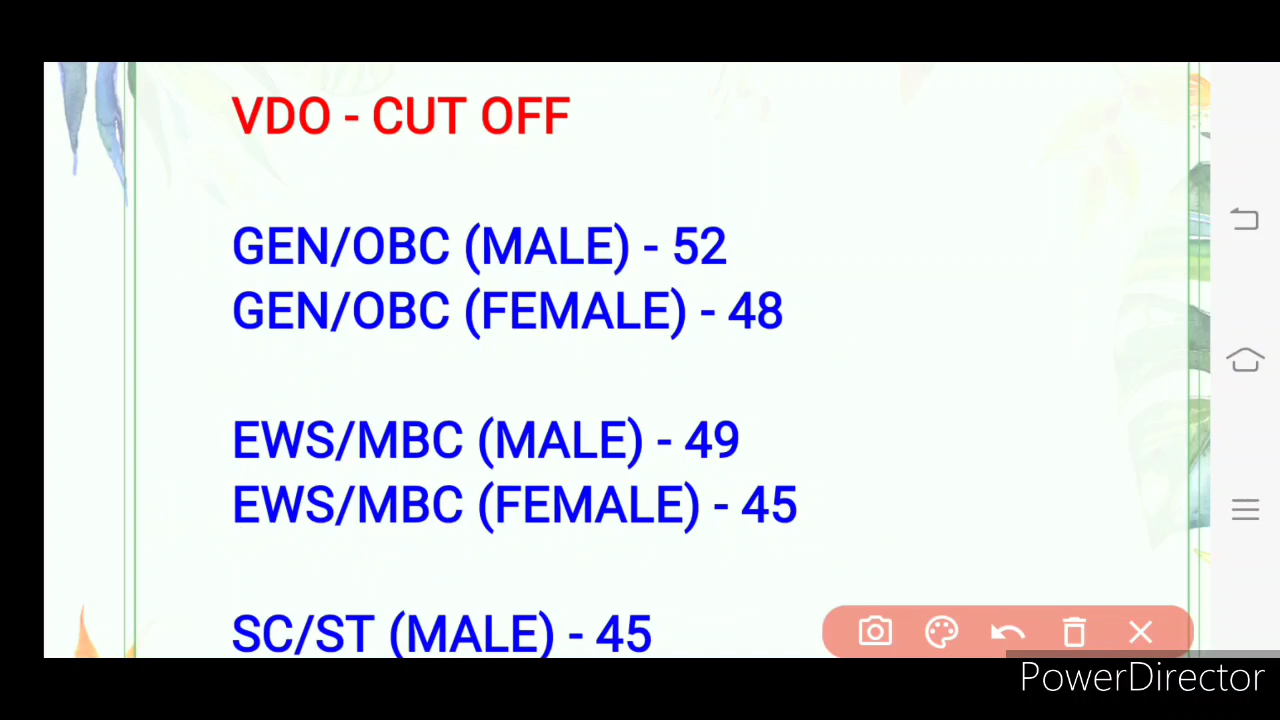 VDO - CUT OFF
GEN/OBC (MALE) - 52
GEN/OBC (FEMALE) - 48
EWS/MBC (MALE) - 49
EWS/MBC (FEMALE) - 45
SC/ST (MALE) - 45
PowerDirector